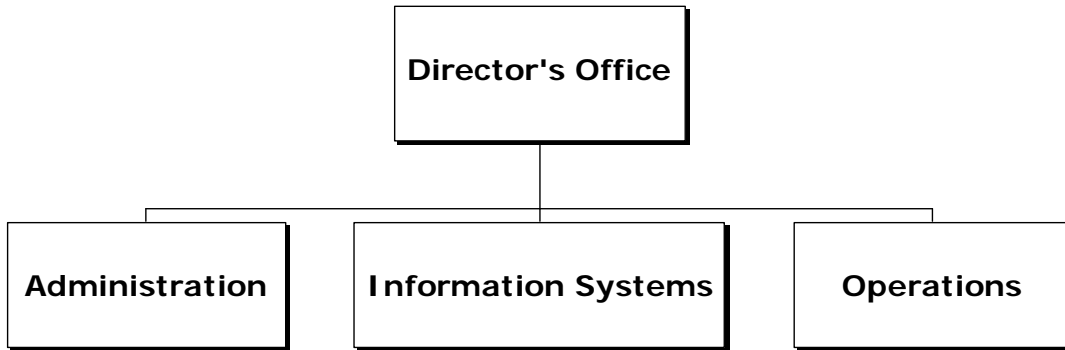 Director's Office
Administration
Information Systems
Operations